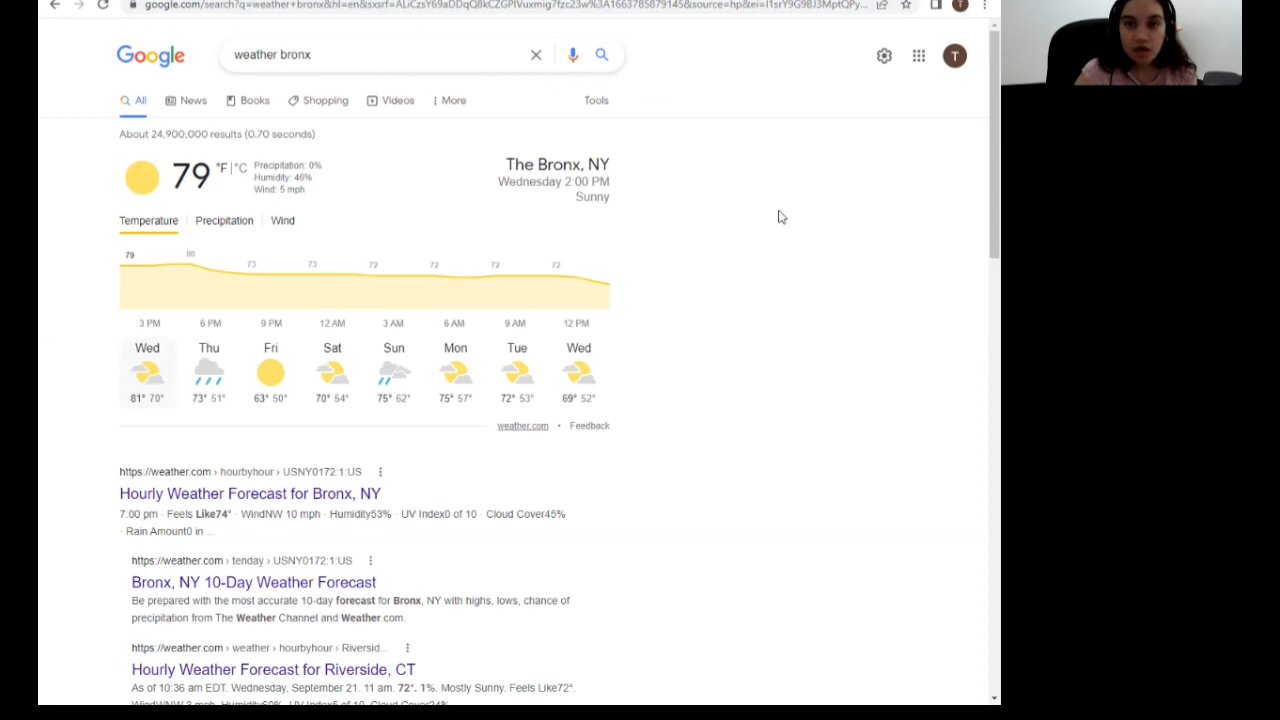 Google
weather bronx
T
All News Books Shopping Videos More Tools
About 24,900,000 results (0.70 seconds)
79 °F | °C
Precipitation: 0%
Humidity: 46%
Wind: 5 mph
The Bronx, NY
Wednesday 2:00 PM
Sunny
Temperature Precipitation Wind
79 80 73 73 72 72 72 72
3 PM 6 PM 9 PM 12 AM 3 AM 6 AM 9 AM 12 PM
Wed Thu Fri Sat Sun Mon Tue Wed
81° 70° 73° 51° 63° 50° 70° 54° 75° 62° 75° 57° 72° 53° 69° 52°
weather.com • Feedback
https://weather.com › hourbyhour › USNY0172:1:US
Hourly Weather Forecast for Bronx, NY
7:00 pm · Feels Like74° · WindNW 10 mph · Humidity53% · UV Index0 of 10 · Cloud Cover45%
· Rain Amount0 in ...
https://weather.com › tenday › USNY0172:1:US
Bronx, NY 10-Day Weather Forecast
Be prepared with the most accurate 10-day forecast for Bronx, NY with highs, lows, chance of
precipitation from The Weather Channel and Weather.com.
https://weather.com › weather › hourbyhour › Riversid...
Hourly Weather Forecast for Riverside, CT
As of 10:36 am EDT. Wednesday, September 21. 11 am. 72°. 1%. Mostly Sunny. Feels Like72°.